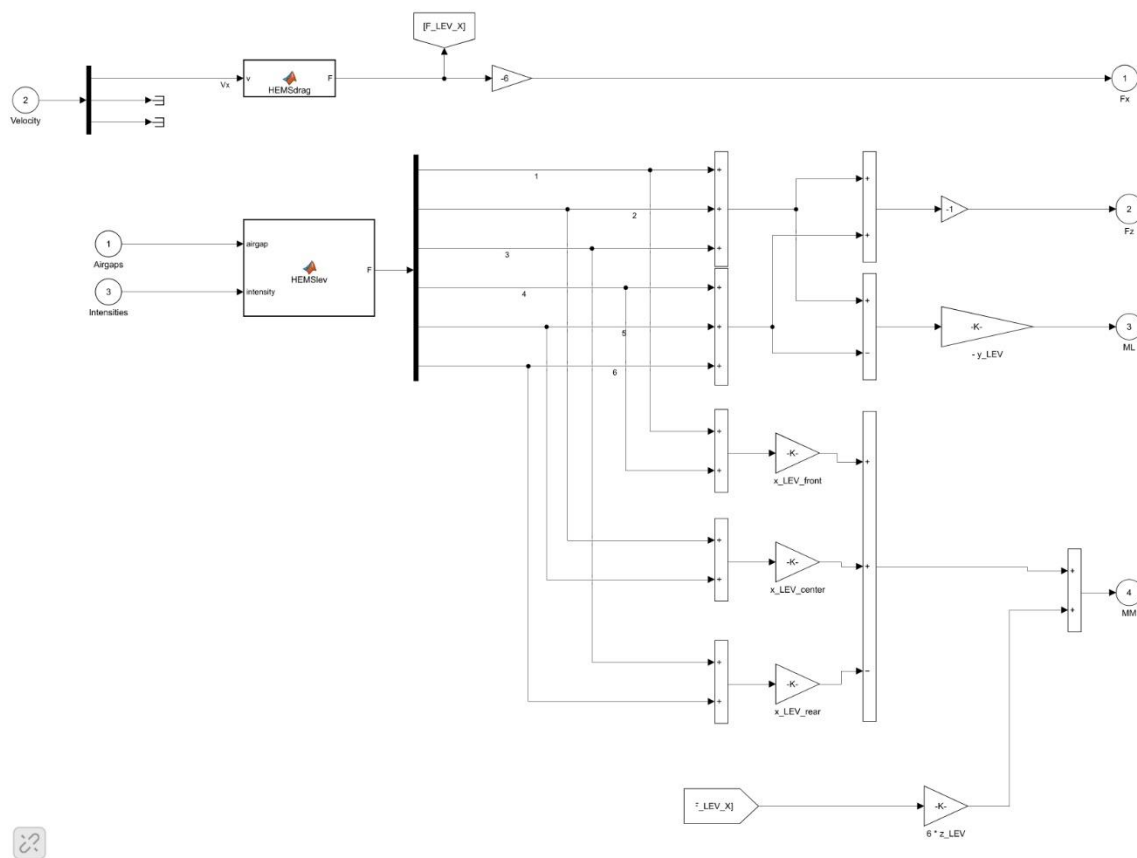 [F_LEV_X]
2
Velocity
Vx
v
F
HEMSdrag
-6
1
Fx
1
Airgaps
3
Intensities
airgap
intensity
F
HEMSlev
1
2
3
4
5
6
+
+
+
+
+
+
+
+
+
−
-1
2
Fz
-K-
- y_LEV
3
ML
+
+
-K-
x_LEV_front
+
+
+
-K-
x_LEV_center
+
+
+
-K-
x_LEV_rear
−
+
+
4
MM
F_LEV_X]
-K-
6 * z_LEV